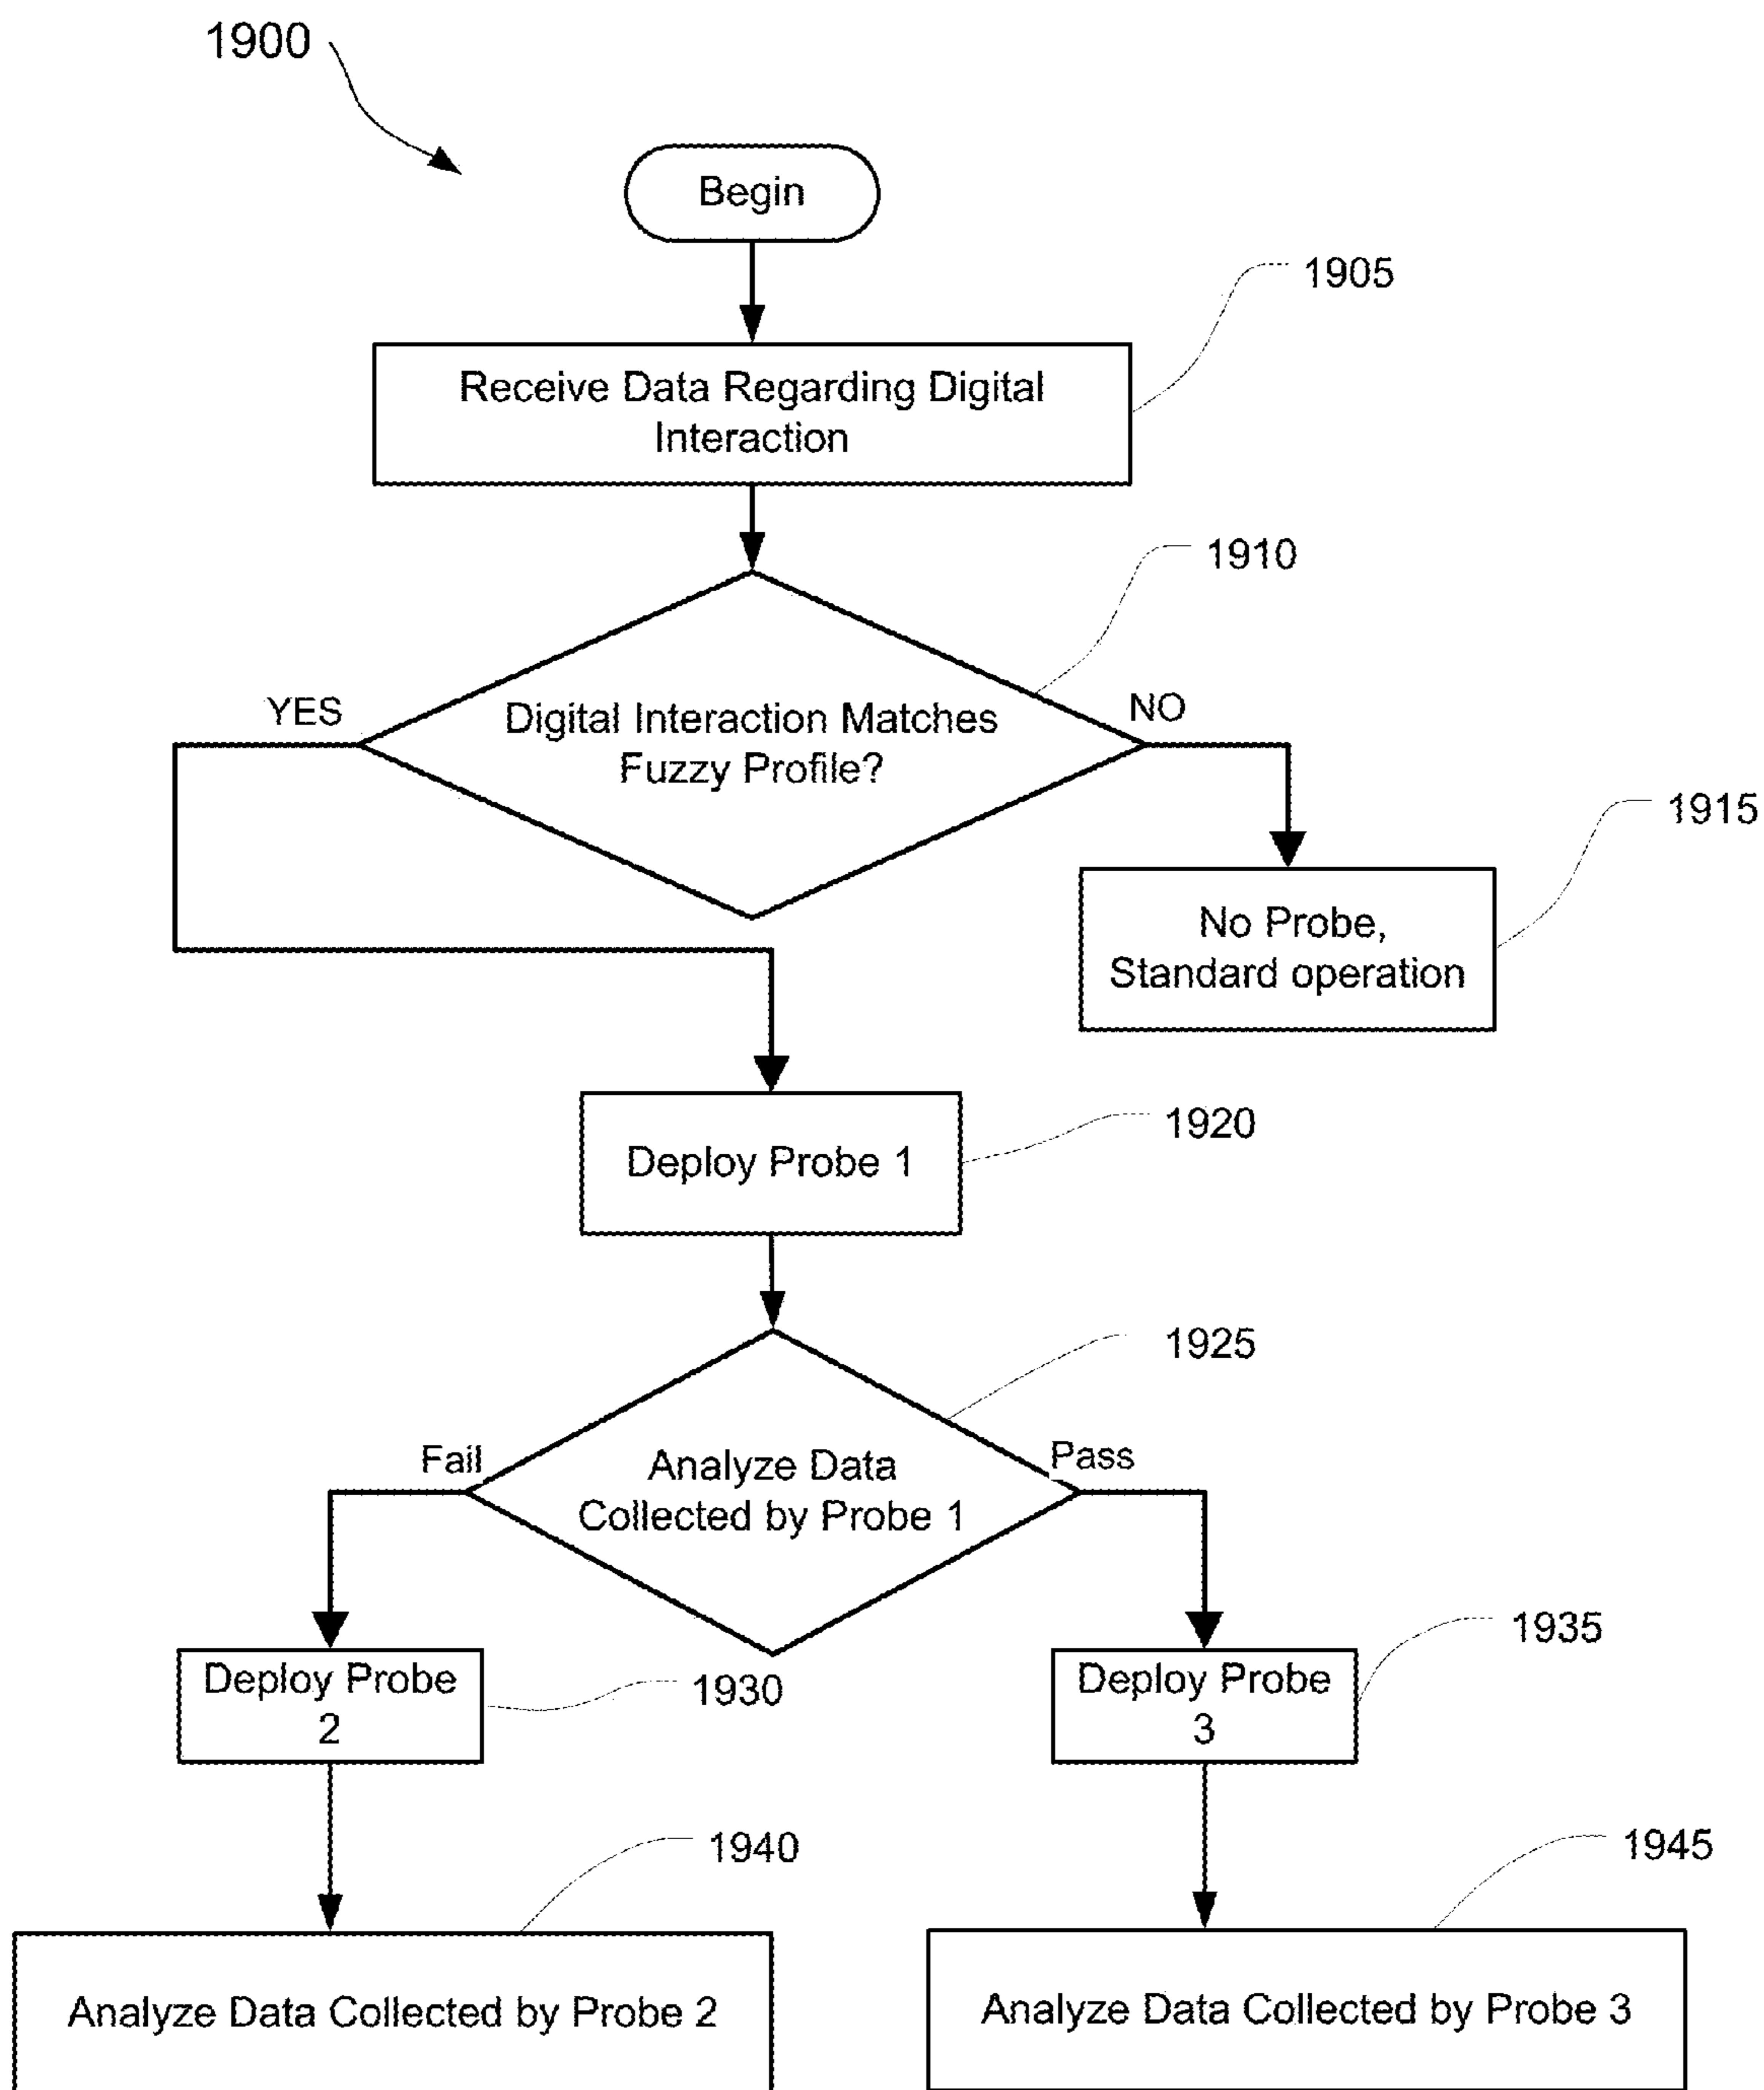 1900
Begin
1905
Receive Data Regarding Digital
Interaction
1910
YES
Digital Interaction Matches
Fuzzy Profile?
NO
1915
No Probe,
Standard operation
1920
Deploy Probe 1
1925
Fail
Analyze Data
Collected by Probe 1
Pass
1935
Deploy Probe
2
1930
Deploy Probe
3
1940
1945
Analyze Data Collected by Probe 2
Analyze Data Collected by Probe 3